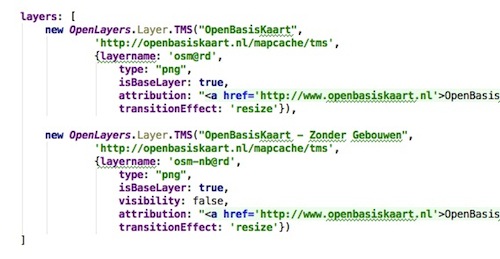 layers: [
new OpenLayers.Layer.TMS("OpenBasisKaart",
'http://openbasiskaart.nl/mapcache/tms',
{layername: 'osm@rd',
type: "png",
isBaseLayer: true,
attribution: "<a href='http://www.openbasiskaart.nl'>OpenBasis
transitionEffect: 'resize'}),
new OpenLayers.Layer.TMS("OpenBasisKaart - Zonder Gebouwen",
'http://openbasiskaart.nl/mapcache/tms',
{layername: 'osm-nb@rd',
type: "png",
isBaseLayer: true,
visibility: false,
attribution: "<a href='http://www.openbasiskaart.nl'>OpenBasis
transitionEffect: 'resize'})
]